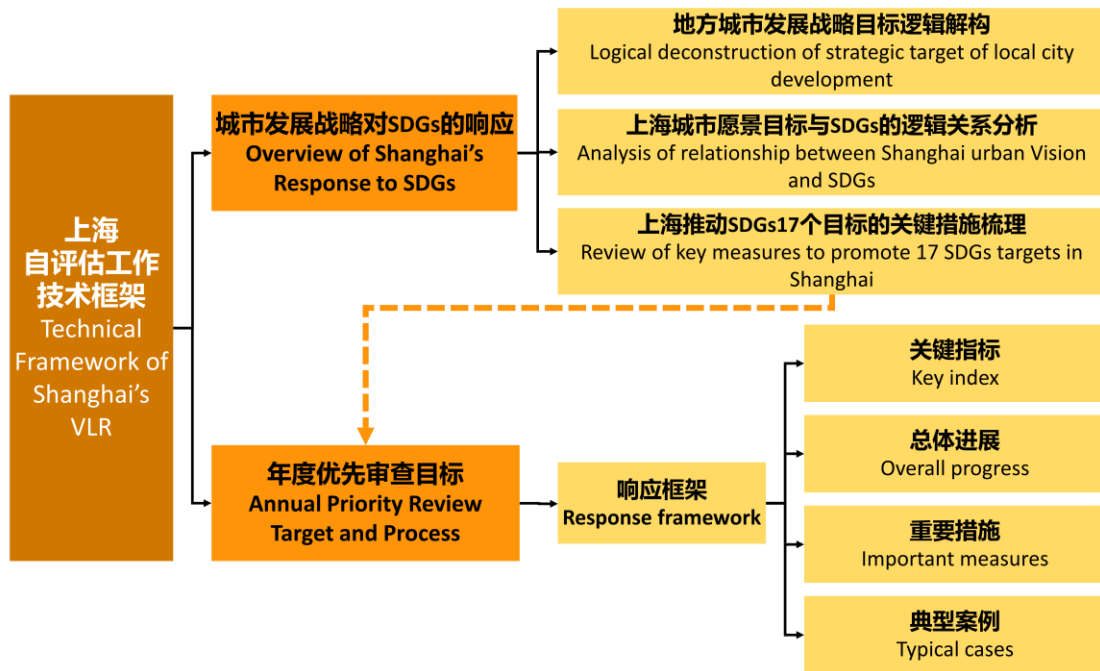 上海
自评估工作
技术框架
Technical
Framework of
Shanghai’s
VLR
城市发展战略对SDGs的响应
Overview of Shanghai’s
Response to SDGs
地方城市发展战略目标逻辑解构
Logical deconstruction of strategic target of local city
development
上海城市愿景目标与SDGs的逻辑关系分析
Analysis of relationship between Shanghai urban Vision
and SDGs
上海推动SDGs17个目标的关键措施梳理
Review of key measures to promote 17 SDGs targets in
Shanghai
年度优先审查目标
Annual Priority Review
Target and Process
响应框架
Response framework
关键指标
Key index
总体进展
Overall progress
重要措施
Important measures
典型案例
Typical cases